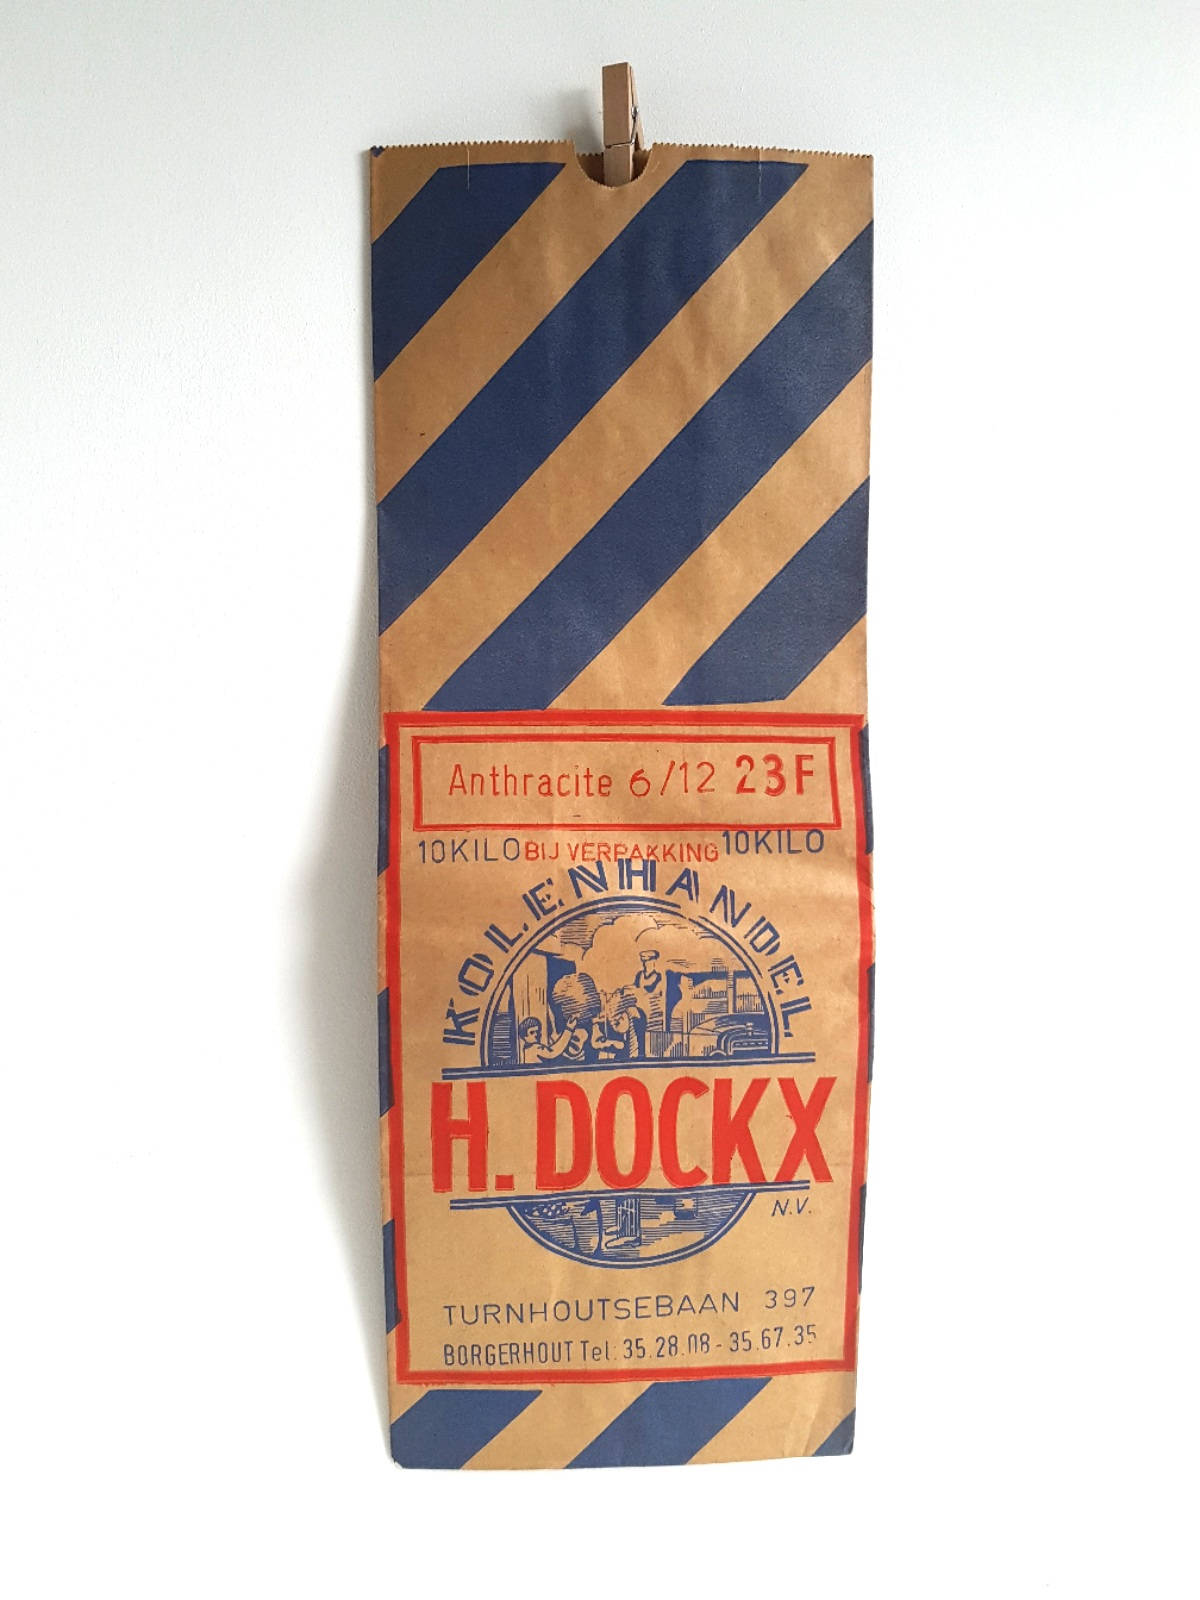 Anthracite 6/12 23F
10KILO BIJ VERPAKKING 10KILO
KOLENHANDEL
H. DOCKX
N.V.
TURNHOUTSEBAAN 397
BORGERHOUT Tel: 35.28.08 - 35.67.35